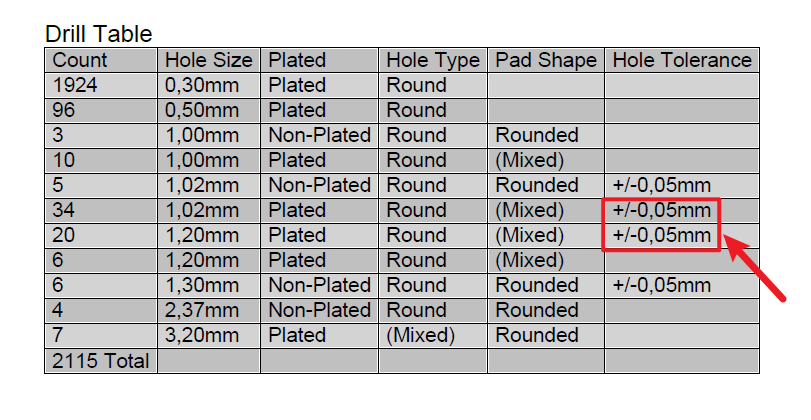 Drill Table
Count Hole Size Plated Hole Type Pad Shape Hole Tolerance
1924 0,30mm Plated Round
96 0,50mm Plated Round
3 1,00mm Non-Plated Round Rounded
10 1,00mm Plated Round (Mixed)
5 1,02mm Non-Plated Round Rounded +/-0,05mm
34 1,02mm Plated Round (Mixed) +/-0,05mm
20 1,20mm Plated Round (Mixed) +/-0,05mm
6 1,20mm Plated Round (Mixed)
6 1,30mm Non-Plated Round Rounded +/-0,05mm
4 2,37mm Non-Plated Round Rounded
7 3,20mm Plated (Mixed) Rounded
2115 Total